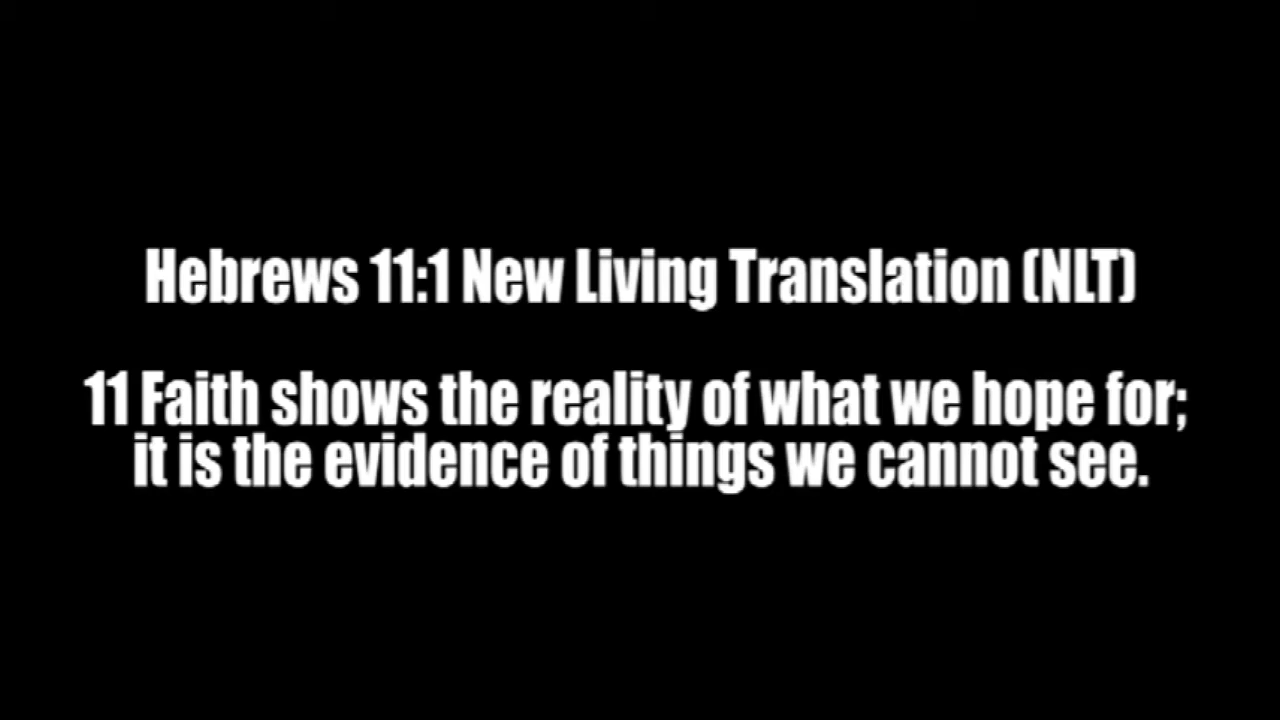 Hebrews 11:1 New Living Translation (NLT)
11 Faith shows the reality of what we hope for;
it is the evidence of things we cannot see.